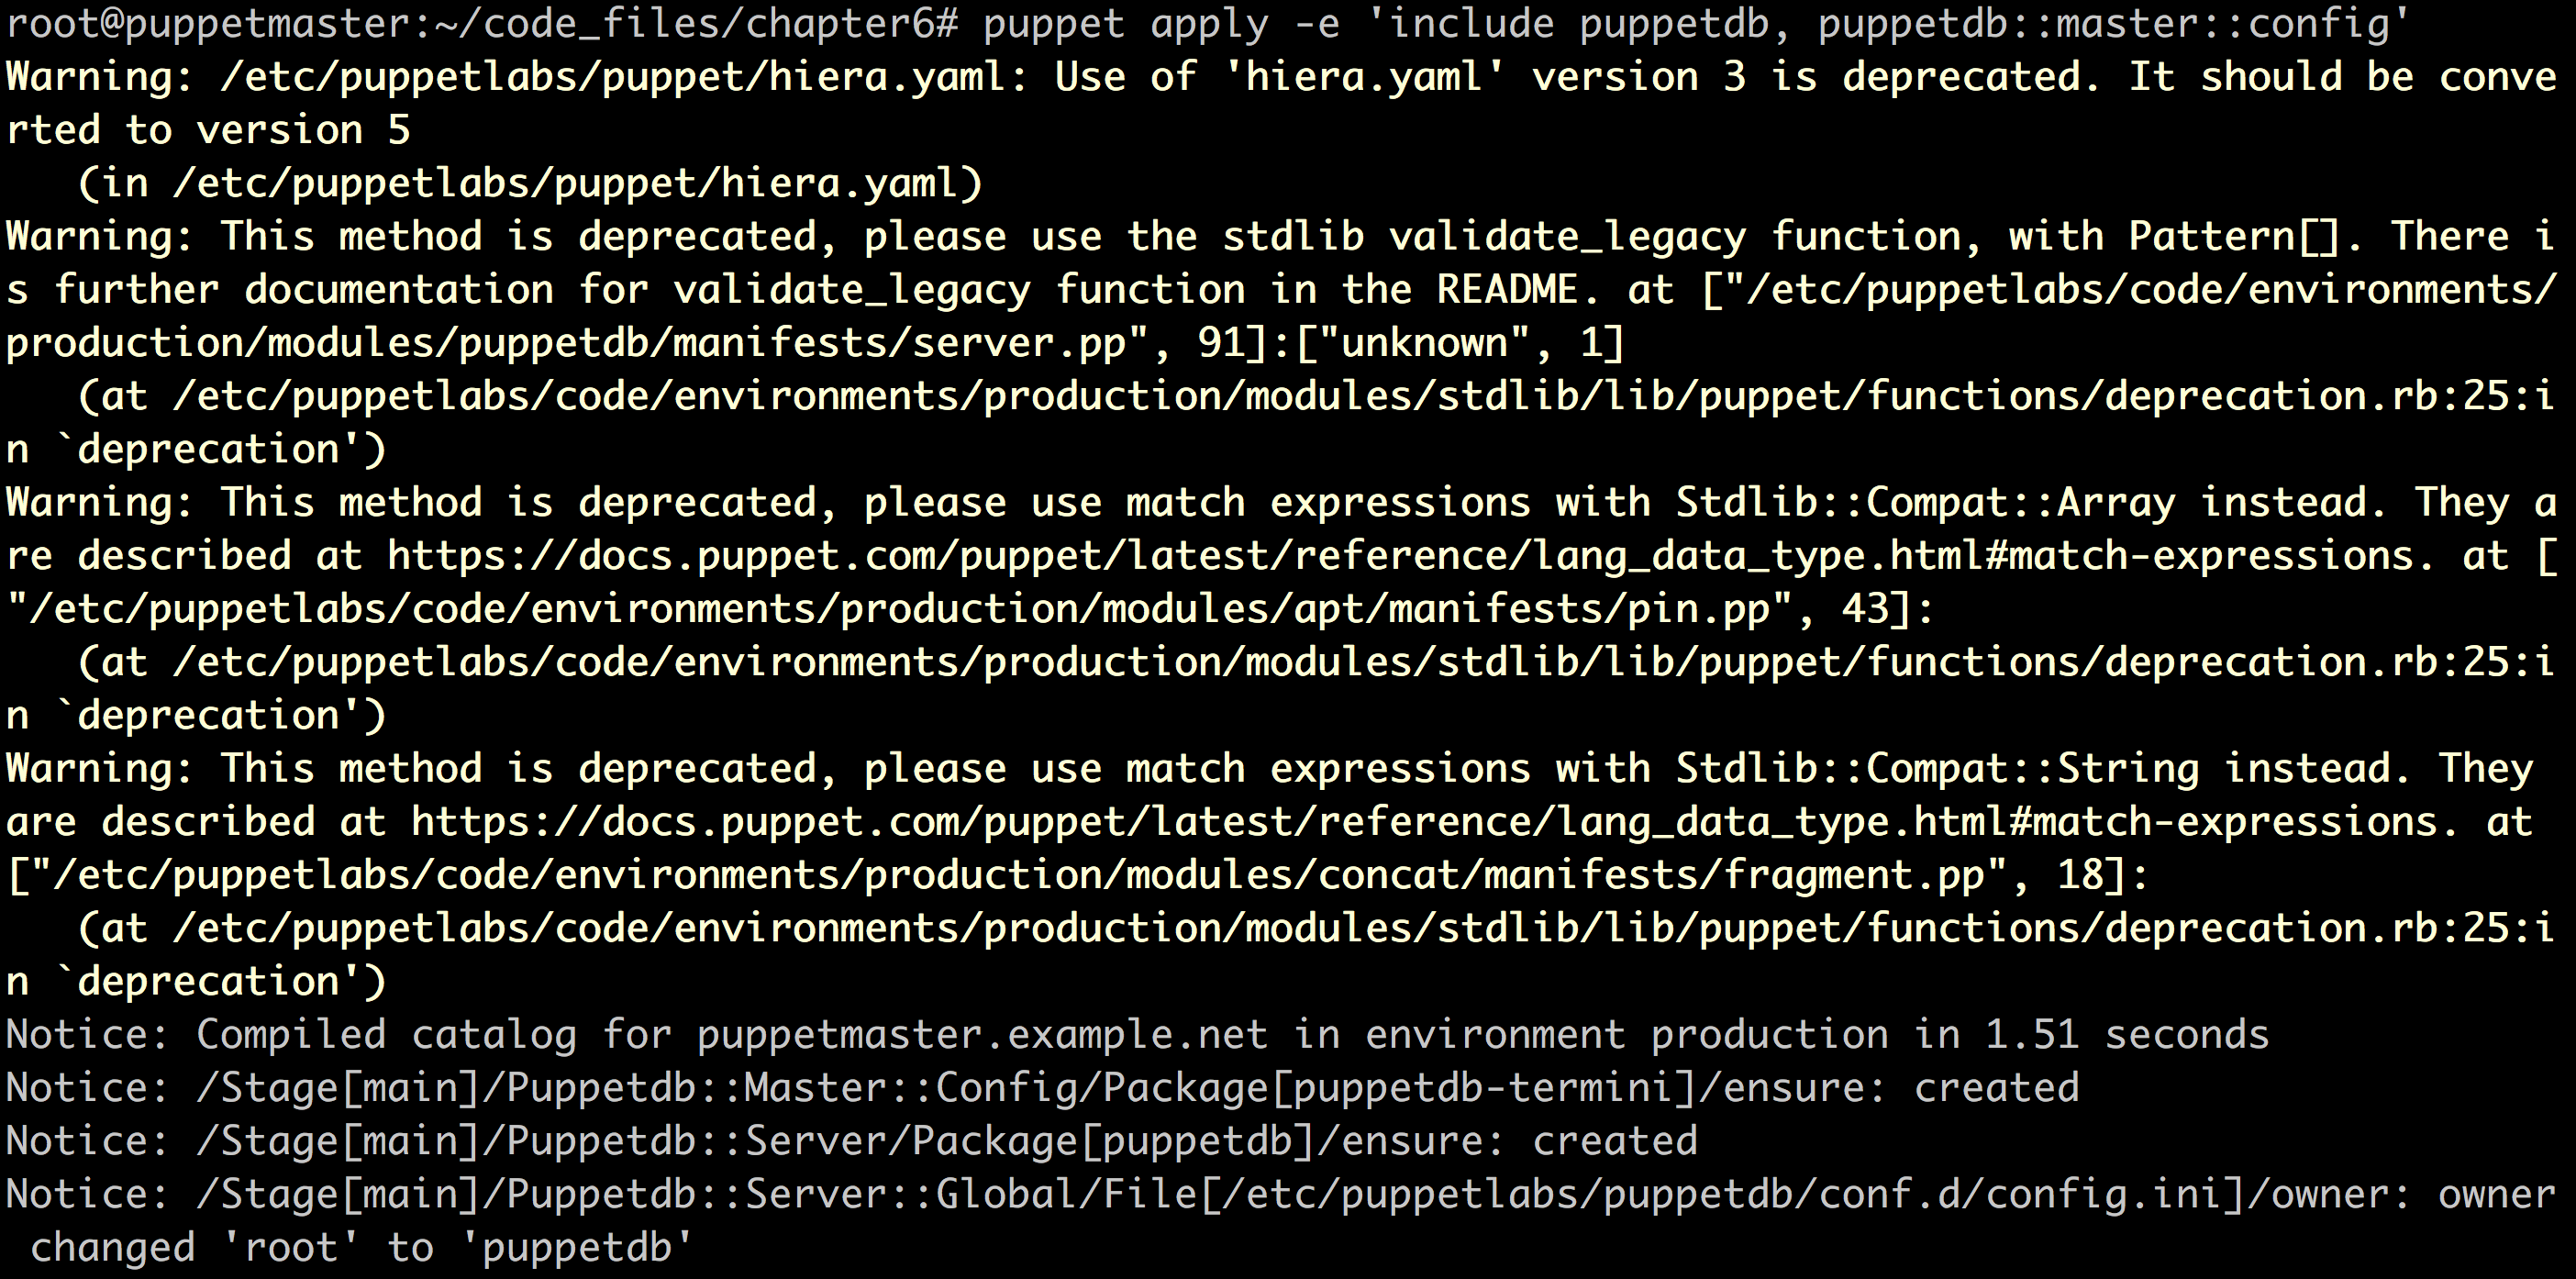 root@puppetmaster:~/code_files/chapter6# puppet apply -e 'include puppetdb, puppetdb::master::config'
Warning: /etc/puppetlabs/puppet/hiera.yaml: Use of 'hiera.yaml' version 3 is deprecated. It should be conve
rted to version 5
   (in /etc/puppetlabs/puppet/hiera.yaml)
Warning: This method is deprecated, please use the stdlib validate_legacy function, with Pattern[]. There i
s further documentation for validate_legacy function in the README. at ["/etc/puppetlabs/code/environments/
production/modules/puppetdb/manifests/server.pp", 91]:["unknown", 1]
   (at /etc/puppetlabs/code/environments/production/modules/stdlib/lib/puppet/functions/deprecation.rb:25:i
n `deprecation')
Warning: This method is deprecated, please use match expressions with Stdlib::Compat::Array instead. They a
re described at https://docs.puppet.com/puppet/latest/reference/lang_data_type.html#match-expressions. at [
"/etc/puppetlabs/code/environments/production/modules/apt/manifests/pin.pp", 43]:
   (at /etc/puppetlabs/code/environments/production/modules/stdlib/lib/puppet/functions/deprecation.rb:25:i
n `deprecation')
Warning: This method is deprecated, please use match expressions with Stdlib::Compat::String instead. They
are described at https://docs.puppet.com/puppet/latest/reference/lang_data_type.html#match-expressions. at
["/etc/puppetlabs/code/environments/production/modules/concat/manifests/fragment.pp", 18]:
   (at /etc/puppetlabs/code/environments/production/modules/stdlib/lib/puppet/functions/deprecation.rb:25:i
n `deprecation')
Notice: Compiled catalog for puppetmaster.example.net in environment production in 1.51 seconds
Notice: /Stage[main]/Puppetdb::Master::Config/Package[puppetdb-termini]/ensure: created
Notice: /Stage[main]/Puppetdb::Server/Package[puppetdb]/ensure: created
Notice: /Stage[main]/Puppetdb::Server::Global/File[/etc/puppetlabs/puppetdb/conf.d/config.ini]/owner: owner
 changed 'root' to 'puppetdb'